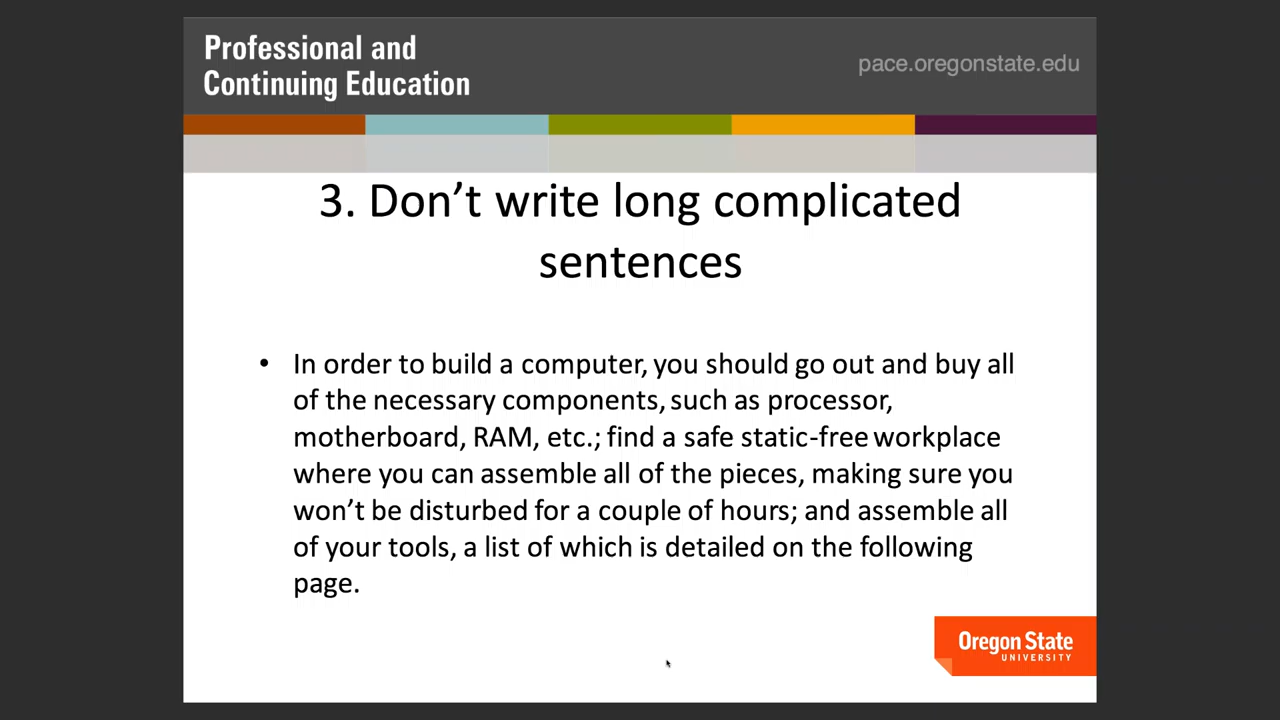 Professional and
Continuing Education
pace.oregonstate.edu
3. Don’t write long complicated
sentences
• In order to build a computer, you should go out and buy all
of the necessary components, such as processor,
motherboard, RAM, etc.; find a safe static-free workplace
where you can assemble all of the pieces, making sure you
won’t be disturbed for a couple of hours; and assemble all
of your tools, a list of which is detailed on the following
page.
Oregon State
UNIVERSITY